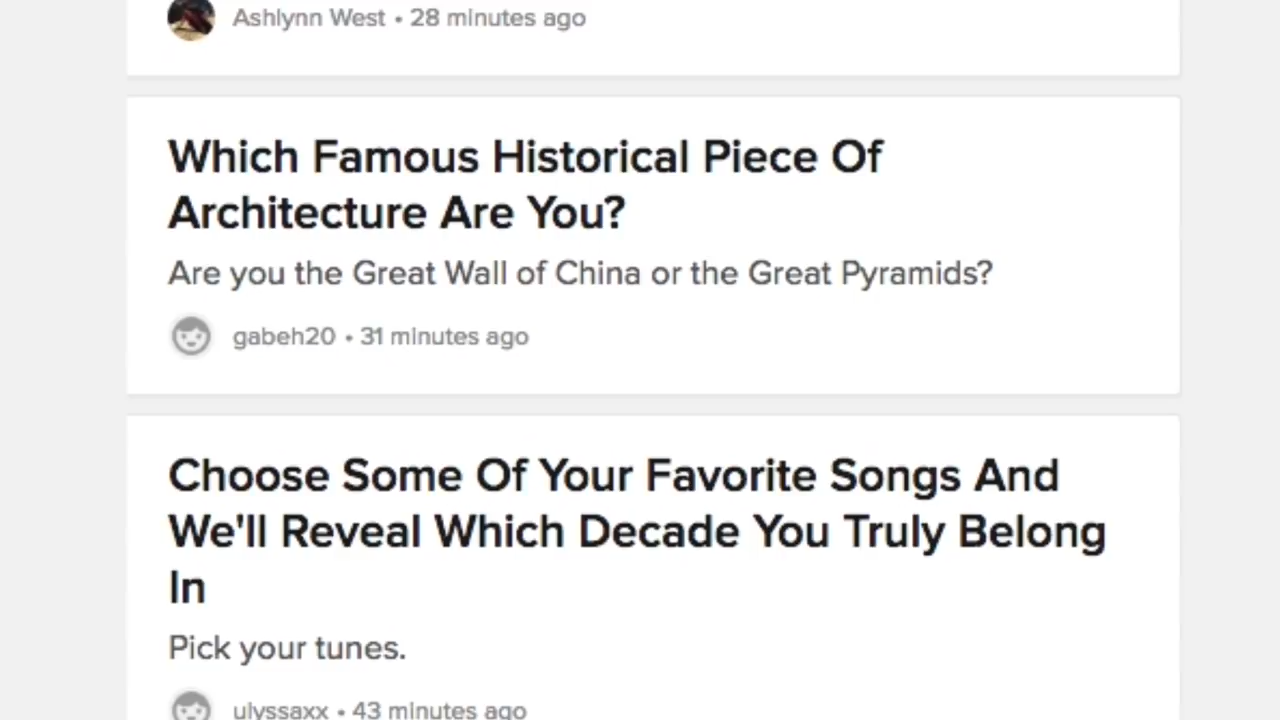 Ashlynn West • 28 minutes ago
Which Famous Historical Piece Of
Architecture Are You?
Are you the Great Wall of China or the Great Pyramids?
gabeh20 • 31 minutes ago
Choose Some Of Your Favorite Songs And
We'll Reveal Which Decade You Truly Belong
In
Pick your tunes.
ulyssaxx • 43 minutes ago